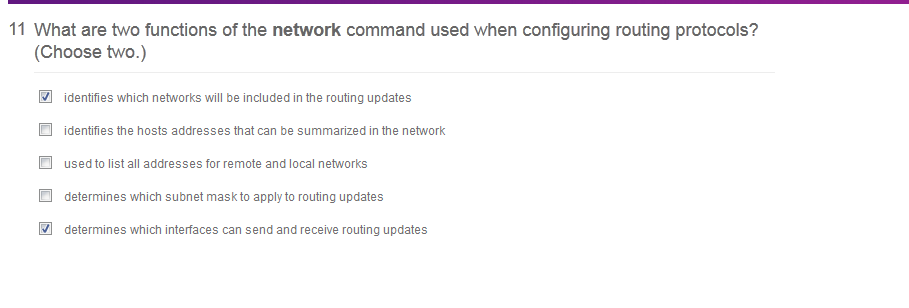 11 What are two functions of the network command used when configuring routing protocols?
(Choose two.)
identifies which networks will be included in the routing updates
identifies the hosts addresses that can be summarized in the network
used to list all addresses for remote and local networks
determines which subnet mask to apply to routing updates
determines which interfaces can send and receive routing updates